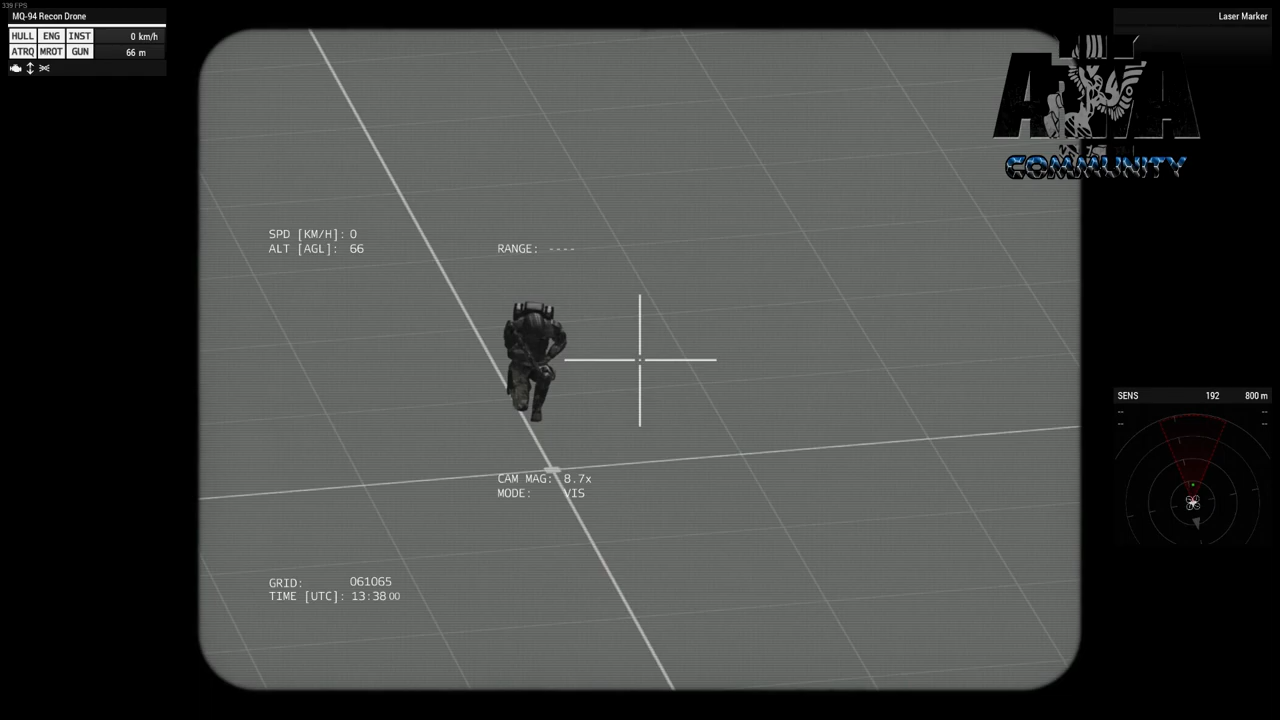 339 FPS
MQ-94 Recon Drone
HULL ENG INST 0 km/h
ATRQ MROT GUN 66 m
Laser Marker
ARMA
COMMUNITY
SPD [KM/H]: 0
ALT [AGL]: 66
RANGE: ----
CAM MAG: 8.7x
MODE: VIS
GRID: 061065
TIME [UTC]: 13:38 00
SENS 192 800 m
-- --
-- --